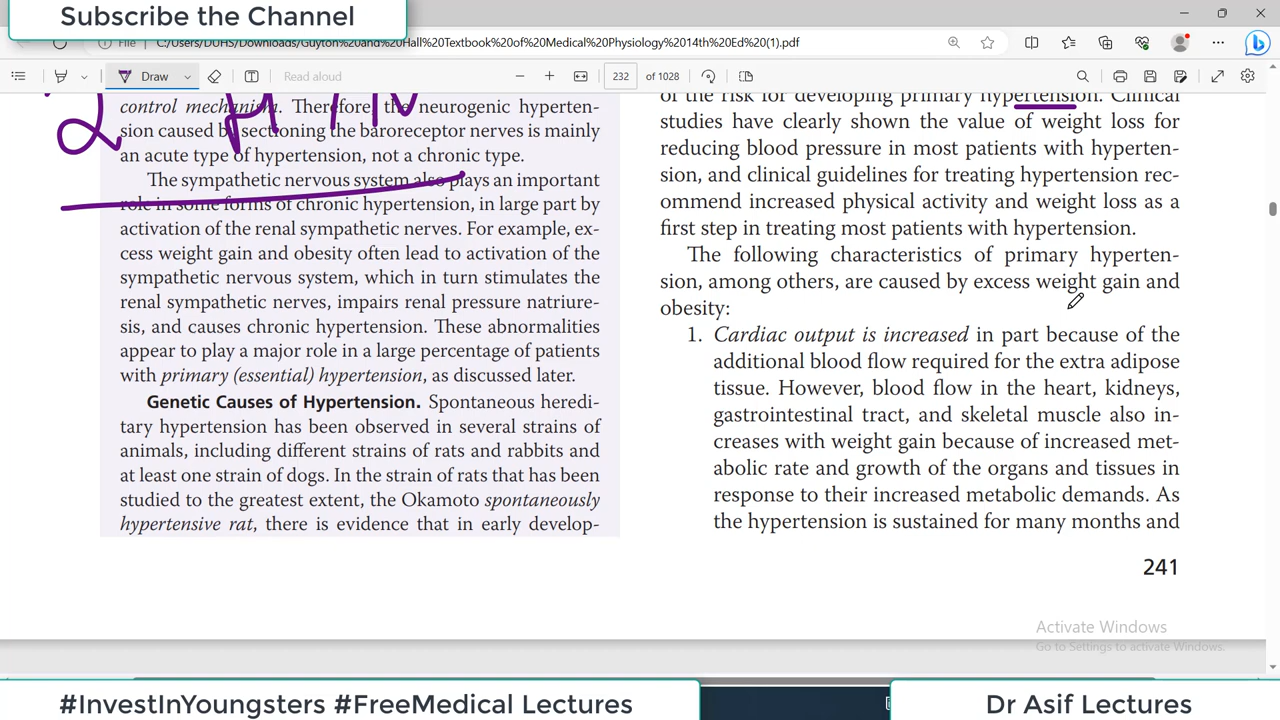 Subscribe the Channel
File
C:/Users/DUHS/Downloads/Guyton%20and%20Hall%20Textbook%20of%20Medical%20Physiology%2014th%20Ed%20(1).pdf
Draw
Read aloud
232 of 1028
control mechanism. Therefore, the neurogenic hyperten-
sion caused by sectioning the baroreceptor nerves is mainly
an acute type of hypertension, not a chronic type.
The sympathetic nervous system also plays an important
role in some forms of chronic hypertension, in large part by
activation of the renal sympathetic nerves. For example, ex-
cess weight gain and obesity often lead to activation of the
sympathetic nervous system, which in turn stimulates the
renal sympathetic nerves, impairs renal pressure natriure-
sis, and causes chronic hypertension. These abnormalities
appear to play a major role in a large percentage of patients
with primary (essential) hypertension, as discussed later.
Genetic Causes of Hypertension. Spontaneous heredi-
tary hypertension has been observed in several strains of
animals, including different strains of rats and rabbits and
at least one strain of dogs. In the strain of rats that has been
studied to the greatest extent, the Okamoto spontaneously
hypertensive rat, there is evidence that in early develop-
of the risk for developing primary hypertension. Clinical
studies have clearly shown the value of weight loss for
reducing blood pressure in most patients with hyperten-
sion, and clinical guidelines for treating hypertension rec-
ommend increased physical activity and weight loss as a
first step in treating most patients with hypertension.
The following characteristics of primary hyperten-
sion, among others, are caused by excess weight gain and
obesity:
1. Cardiac output is increased in part because of the
additional blood flow required for the extra adipose
tissue. However, blood flow in the heart, kidneys,
gastrointestinal tract, and skeletal muscle also in-
creases with weight gain because of increased met-
abolic rate and growth of the organs and tissues in
response to their increased metabolic demands. As
the hypertension is sustained for many months and
241
Activate Windows
Go to Settings to activate Windows.
#InvestInYoungsters #FreeMedical Lectures
Dr Asif Lectures